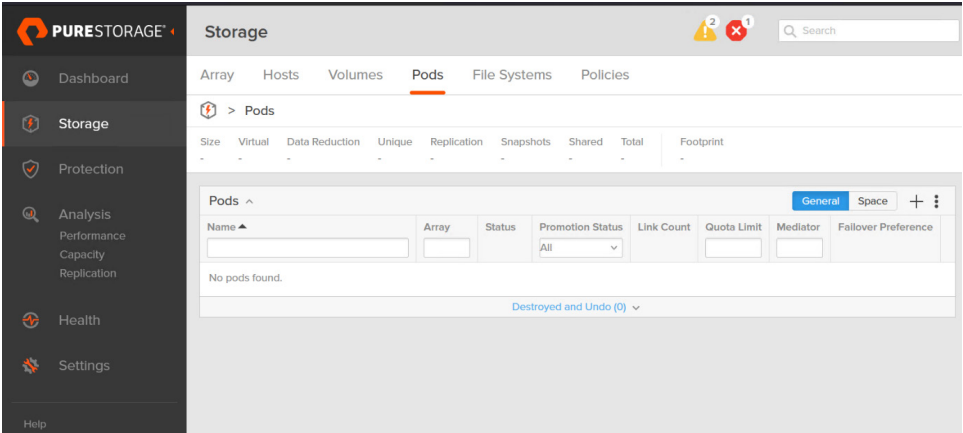 PURESTORAGE®
Dashboard
Storage
Protection
Analysis
Performance
Capacity
Replication
Health
Settings
Help
Storage
2
1
Search
Array Hosts Volumes Pods File Systems Policies
> Pods
Size Virtual Data Reduction Unique Replication Snapshots Shared Total Footprint
- - - - - - - - -
Pods
General Space
Name Array Status Promotion Status Link Count Quota Limit Mediator Failover Preference
All
No pods found.
Destroyed and Undo (0)